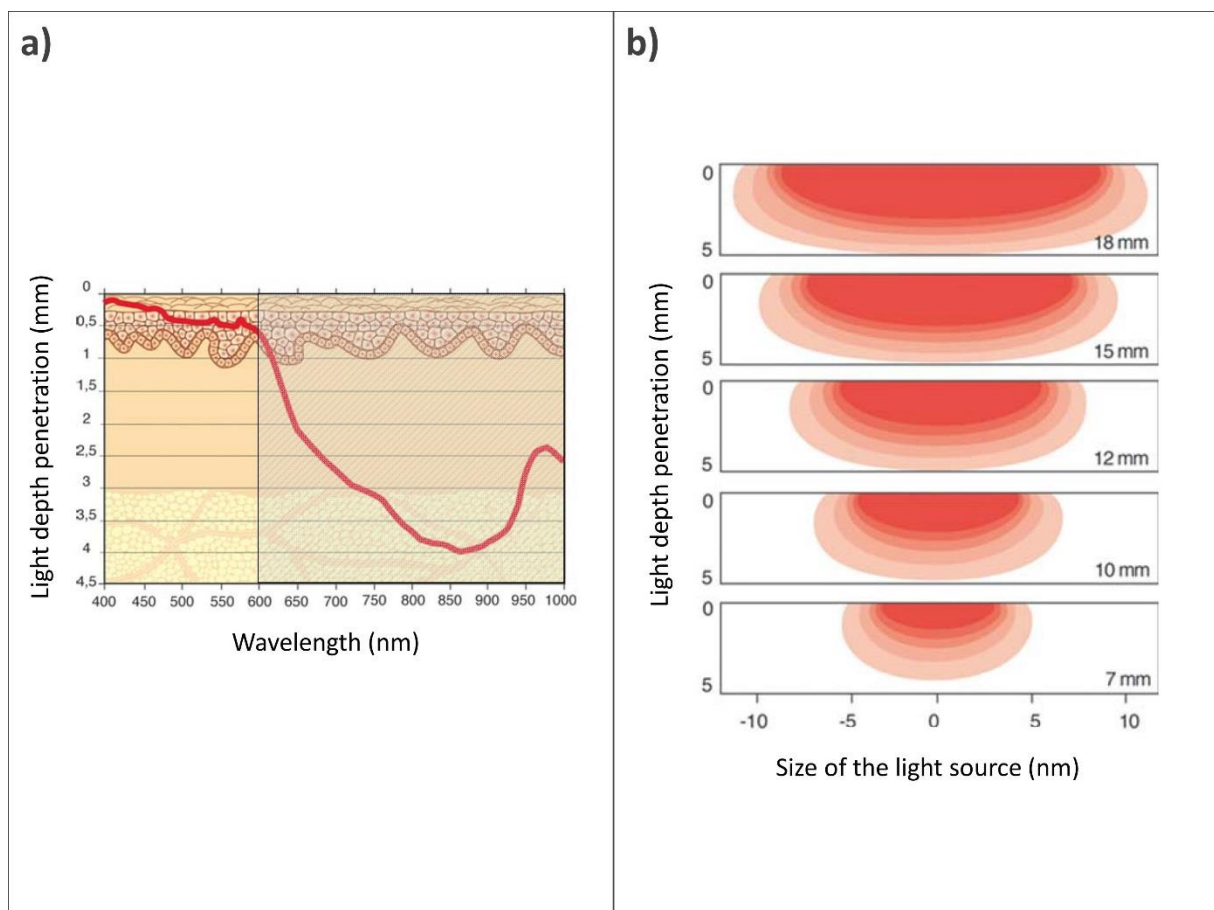 a)
Light depth penetration (mm)
0
0,5
1
1,5
2
2,5
3
3,5
4
4,5
400 450 500 550 600 650 700 750 800 850 900 950 1000
Wavelength (nm)
b)
Light depth penetration (mm)
0
18 mm
5
0
15 mm
5
0
12 mm
5
0
10 mm
5
0
7 mm
5
-10 -5 0 5 10
Size of the light source (nm)